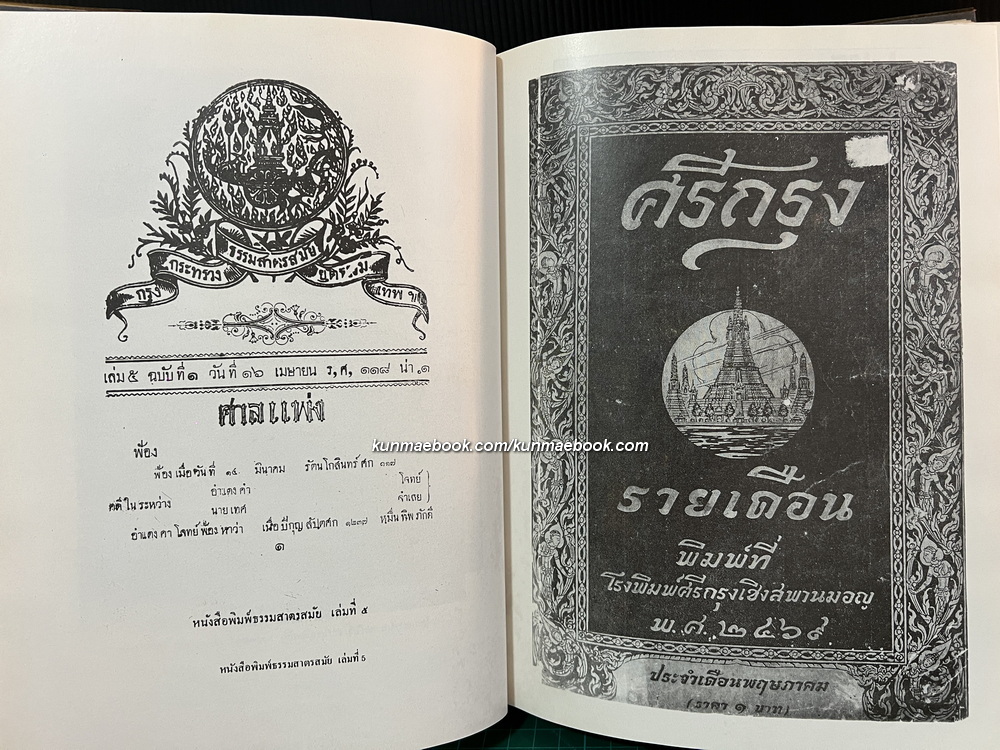 ธรรมสาตรสมัย
กระทรวง
กรุง
เทพ
เล่ม ๕ ฉบับที่ ๑ วันที่ ๑๖ เมษายน ร,ศ, ๑๑๘ น่า ๑
ศาลแพ่ง
ฟ้อง
ฟ้องเมื่อวันที่ ๑๔ มีนาคม รัตนโกสินทร์ศก ๑๑๗
อำแดงคำ โจทย์
คดีในระหว่าง
นายเทศ จำเลย
อำแดงคำโจทย์ฟ้องหาว่า เมื่อปีกุญสัปตศก ๑๒๓๗ หมื่นทิพภักดี
๑
หนังสือพิมพ์ธรรมสาตรสมัย เล่มที่ ๕
หนังสือพิมพ์ธรรมสาตรสมัย เล่มที่ 5
kunmaebook.com/kunmaebook.com
ศรีกรุง
รายเดือน
พิมพ์ที่
โรงพิมพ์ศรีกรุงเชิงสพานมอญ
พ.ศ. ๒๔๖๙
ประจำเดือนพฤษภาคม
(ราคา ๑ บาท)